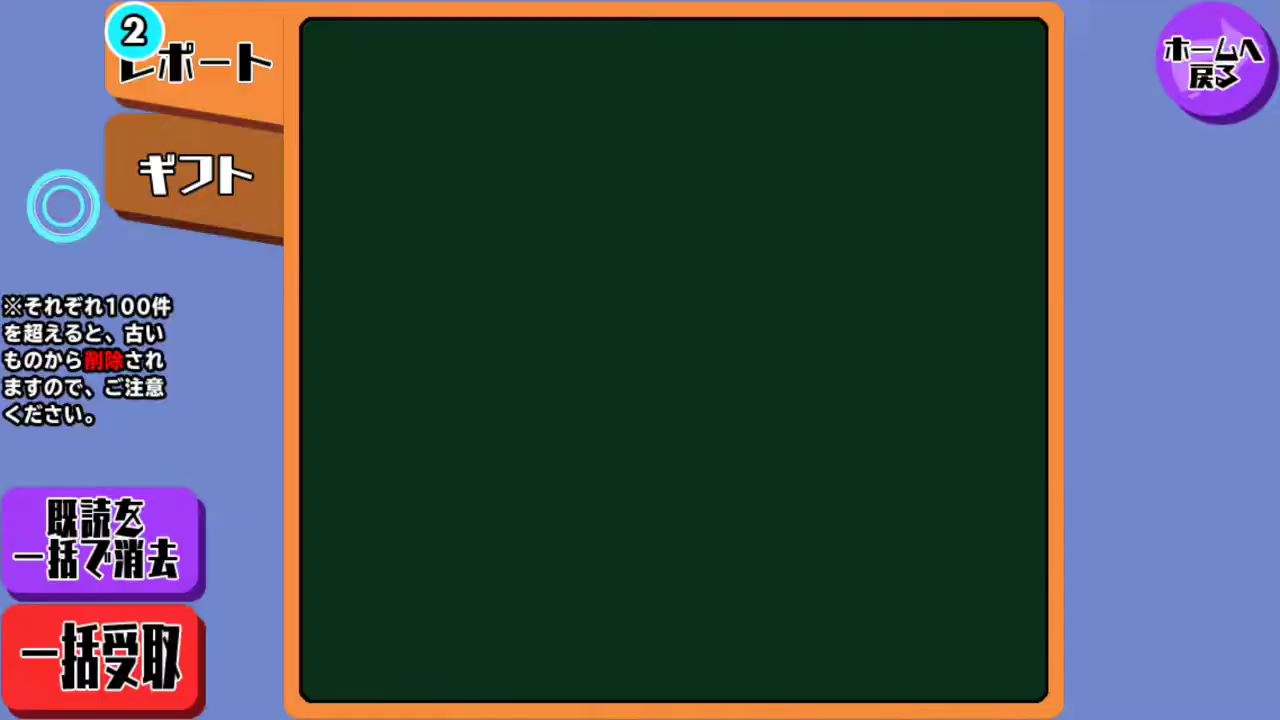 2
レポート
ギフト
ホームへ
戻る
※それぞれ100件
を超えると、古い
ものから削除され
ますので、ご注意
ください。
既読を
一括で消去
一括受取